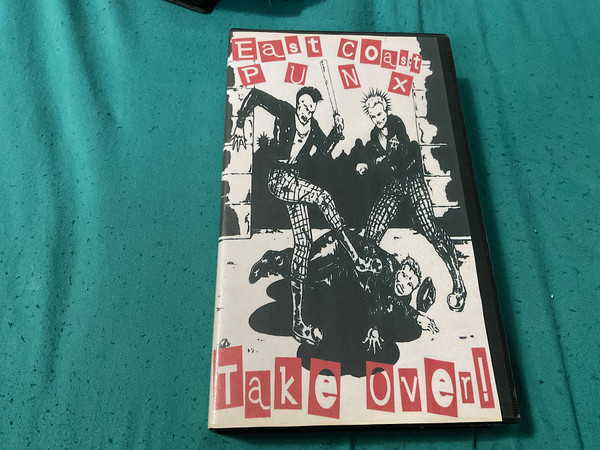 East Coast
PUNX
Take Over!